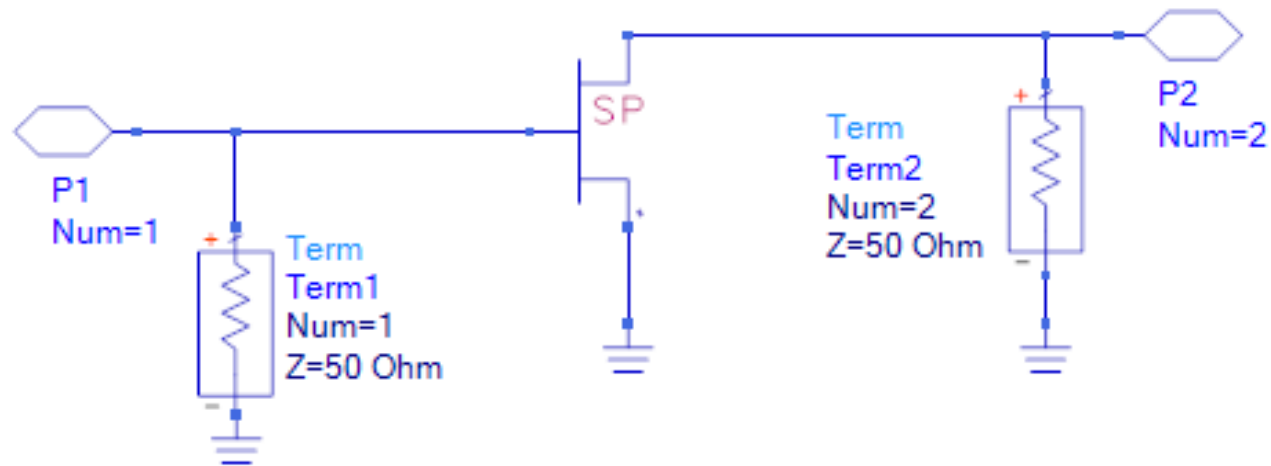 SP
P1
Num=1
+
Term
Term1
Num=1
Z=50 Ohm
-
Term
Term2
Num=2
Z=50 Ohm
+
-
P2
Num=2